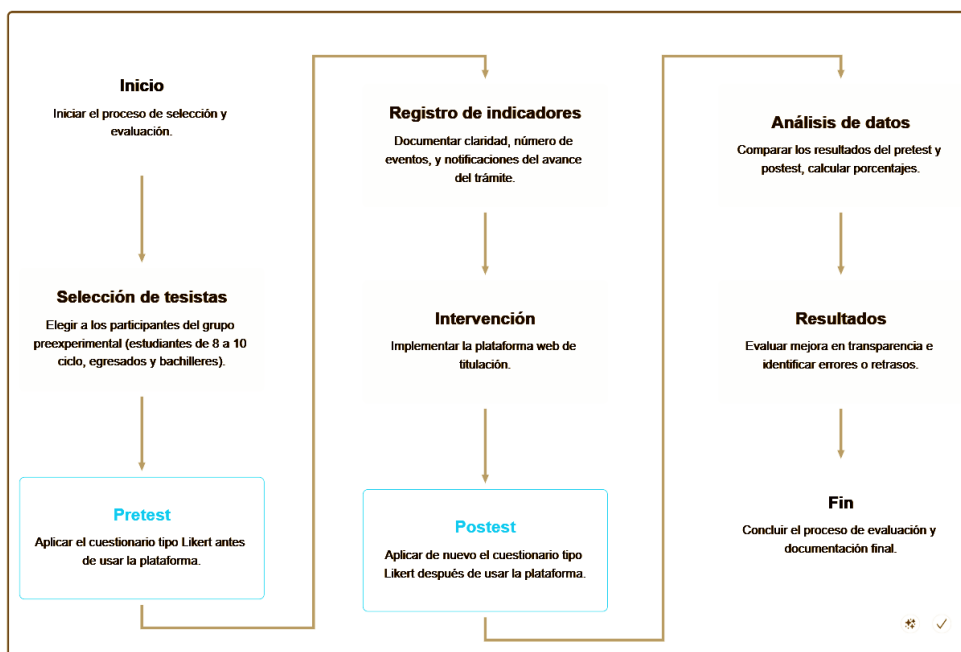 Inicio
Iniciar el proceso de selección y
evaluación.
Selección de tesistas
Elegir a los participantes del grupo
preexperimental (estudiantes de 8 a 10
ciclo, egresados y bachilleres).
Pretest
Aplicar el cuestionario tipo Likert antes
de usar la plataforma.
Registro de indicadores
Documentar claridad, número de
eventos, y notificaciones del avance
del trámite.
Intervención
Implementar la plataforma web de
titulación.
Postest
Aplicar de nuevo el cuestionario tipo
Likert después de usar la plataforma.
Análisis de datos
Comparar los resultados del pretest y
postest, calcular porcentajes.
Resultados
Evaluar mejora en transparencia e
identificar errores o retrasos.
Fin
Concluir el proceso de evaluación y
documentación final.